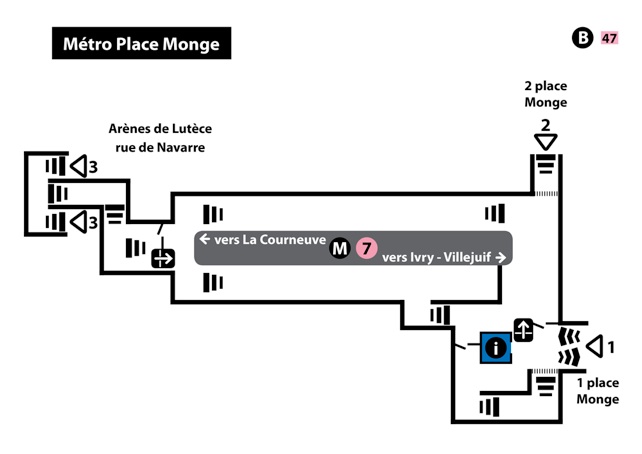 Métro Place Monge
B 47
2 place
Monge
2
Arènes de Lutèce
rue de Navarre
3
3
← vers La Courneuve
M 7
vers Ivry - Villejuif →
i
1
1 place
Monge